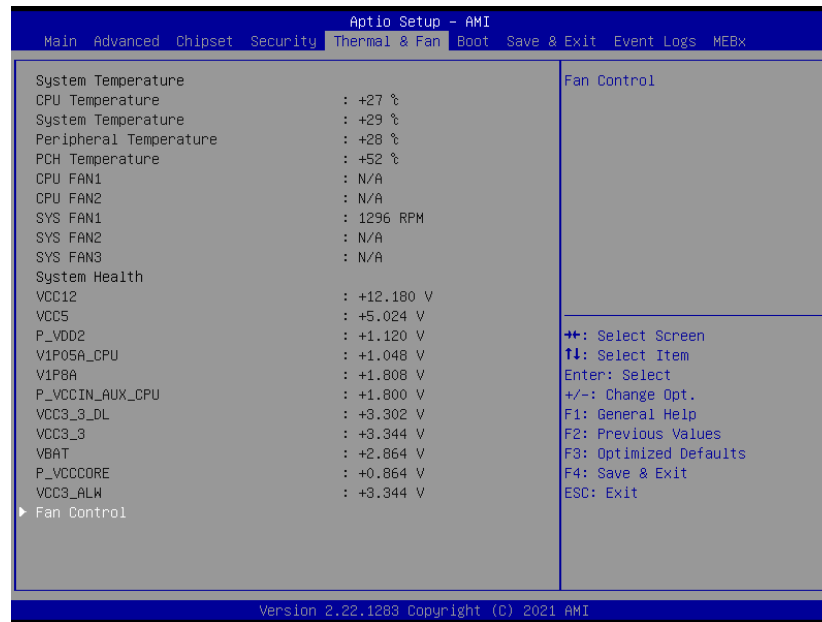 Aptio Setup – AMI
Main Advanced Chipset Security Thermal & Fan Boot Save & Exit Event Logs MEBx
System Temperature
CPU Temperature : +27 ℃
System Temperature : +29 ℃
Peripheral Temperature : +28 ℃
PCH Temperature : +52 ℃
CPU FAN1 : N/A
CPU FAN2 : N/A
SYS FAN1 : 1296 RPM
SYS FAN2 : N/A
SYS FAN3 : N/A
System Health
VCC12 : +12.180 V
VCC5 : +5.024 V
P_VDD2 : +1.120 V
V1P05A_CPU : +1.048 V
V1P8A : +1.808 V
P_VCCIN_AUX_CPU : +1.800 V
VCC3_3_DL : +3.302 V
VCC3_3 : +3.344 V
VBAT : +2.864 V
P_VCCCORE : +0.864 V
VCC3_ALW : +3.344 V
► Fan Control
Fan Control
→←: Select Screen
↑↓: Select Item
Enter: Select
+/-: Change Opt.
F1: General Help
F2: Previous Values
F3: Optimized Defaults
F4: Save & Exit
ESC: Exit
Version 2.22.1283 Copyright (C) 2021 AMI